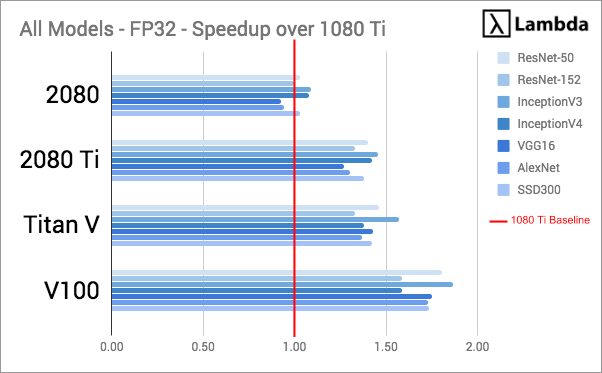 All Models - FP32 - Speedup over 1080 Ti
λ Lambda
ResNet-50
ResNet-152
InceptionV3
InceptionV4
VGG16
AlexNet
SSD300
1080 Ti Baseline
2080
2080 Ti
Titan V
V100
0.00 0.50 1.00 1.50 2.00